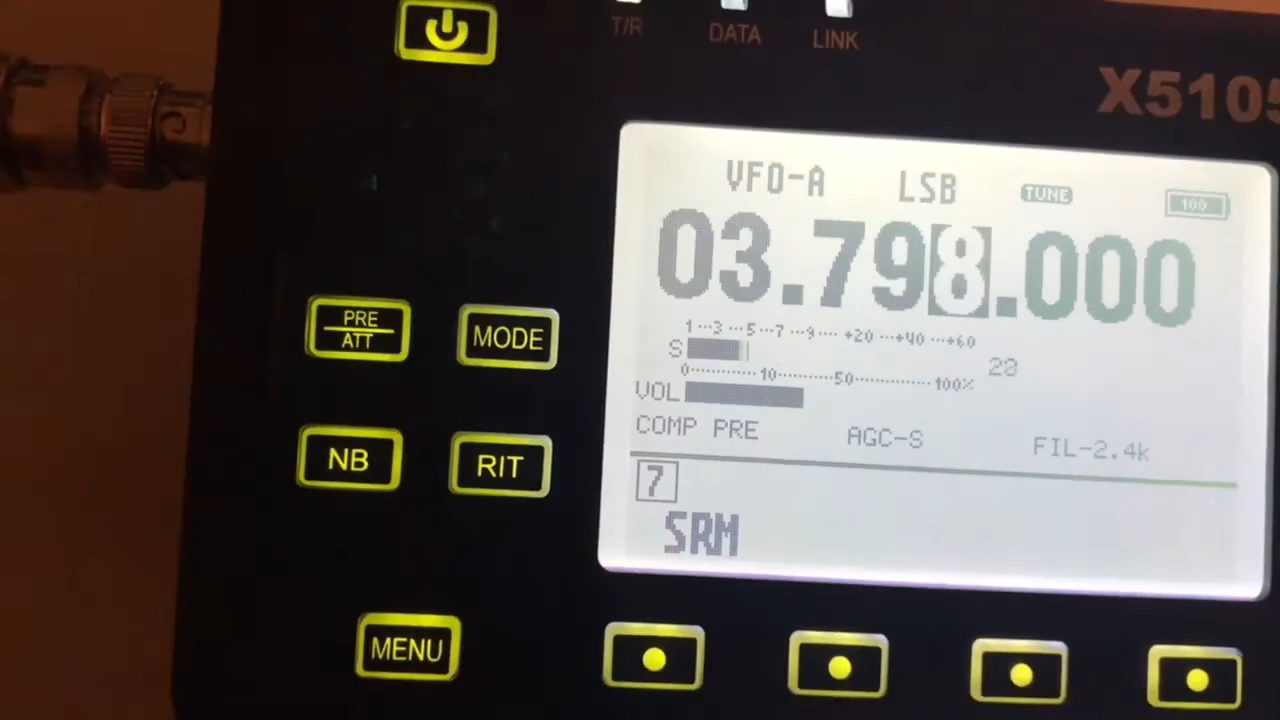 T/R DATA LINK
X5105
VFO-A LSB TUNE 100
03.798.000
1···3···5···7···9····+20···+40···+60
S
20
0·········10··········50············100%
VOL
COMP PRE AGC-S FIL-2.4k
7
SRM
PRE
ATT
MODE
NB
RIT
MENU